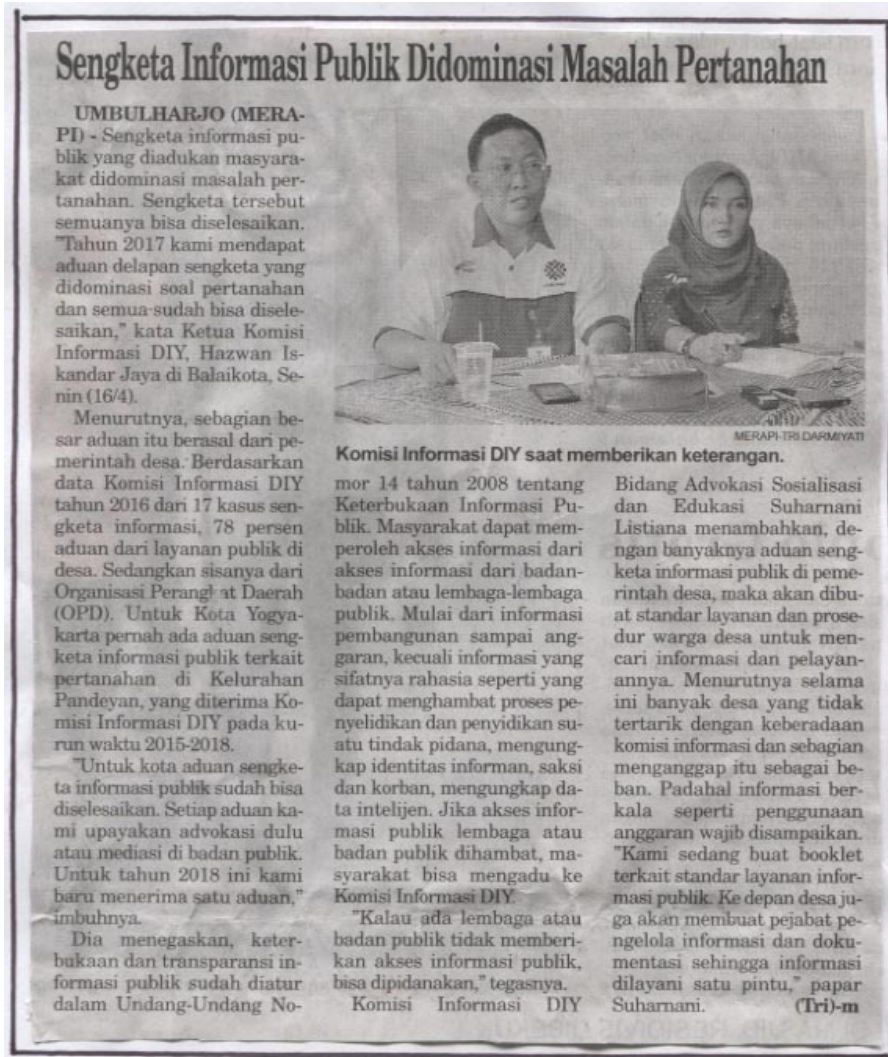 Sengketa Informasi Publik Didominasi Masalah Pertanahan
UMBULHARJO (MERA-
PI) - Sengketa informasi pu-
blik yang diadukan masyara-
kat didominasi masalah per-
tanahan. Sengketa tersebut
semuanya bisa diselesaikan.
"Tahun 2017 kami mendapat
aduan delapan sengketa yang
didominasi soal pertanahan
dan semua sudah bisa disele-
saikan," kata Ketua Komisi
Informasi DIY, Hazwan Is-
kandar Jaya di Balaikota, Se-
nin (16/4).
Menurutnya, sebagian be-
sar aduan itu berasal dari pe-
merintah desa. Berdasarkan
data Komisi Informasi DIY
tahun 2016 dari 17 kasus sen-
gketa informasi, 78 persen
aduan dari layanan publik di
desa. Sedangkan sisanya dari
Organisasi Perangkat Daerah
(OPD). Untuk Kota Yogya-
karta pernah ada aduan seng-
keta informasi publik terkait
pertanahan di Kelurahan
Pandeyan, yang diterima Ko-
misi Informasi DIY pada ku-
run waktu 2015-2018.
"Untuk kota aduan sengke-
ta informasi publik sudah bisa
diselesaikan. Setiap aduan ka-
mi upayakan advokasi dulu
atau mediasi di badan publik.
Untuk tahun 2018 ini kami
baru menerima satu aduan,"
imbuhnya.
Dia menegaskan, keter-
bukaan dan transparansi in-
formasi publik sudah diatur
dalam Undang-Undang No-
MERAPI-TRI DARMIYATI
Komisi Informasi DIY saat memberikan keterangan.
mor 14 tahun 2008 tentang
Keterbukaan Informasi Pu-
blik. Masyarakat dapat mem-
peroleh akses informasi dari
akses informasi dari badan-
badan atau lembaga-lembaga
publik. Mulai dari informasi
pembangunan sampai ang-
garan, kecuali informasi yang
sifatnya rahasia seperti yang
dapat menghambat proses pe-
nyelidikan dan penyidikan su-
atu tindak pidana, mengung-
kap identitas informan, saksi
dan korban, mengungkap da-
ta intelijen. Jika akses infor-
masi publik lembaga atau
badan publik dihambat, ma-
syarakat bisa mengadu ke
Komisi Informasi DIY.
"Kalau ada lembaga atau
badan publik tidak memberi-
kan akses informasi publik,
bisa dipidanakan," tegasnya.
Komisi Informasi DIY
Bidang Advokasi Sosialisasi
dan Edukasi Suharnani
Listiana menambahkan, de-
ngan banyaknya aduan seng-
keta informasi publik di peme-
rintah desa, maka akan dibu-
at standar layanan dan prose-
dur warga desa untuk men-
cari informasi dan pelayan-
annya. Menurutnya selama
ini banyak desa yang tidak
tertarik dengan keberadaan
komisi informasi dan sebagian
menganggap itu sebagai be-
ban. Padahal informasi ber-
kala seperti penggunaan
anggaran wajib disampaikan.
"Kami sedang buat booklet
terkait standar layanan infor-
masi publik. Ke depan desa ju-
ga akan membuat pejabat pe-
ngelola informasi dan doku-
mentasi sehingga informasi
dilayani satu pintu," papar
Suharnani. (Tri)-m